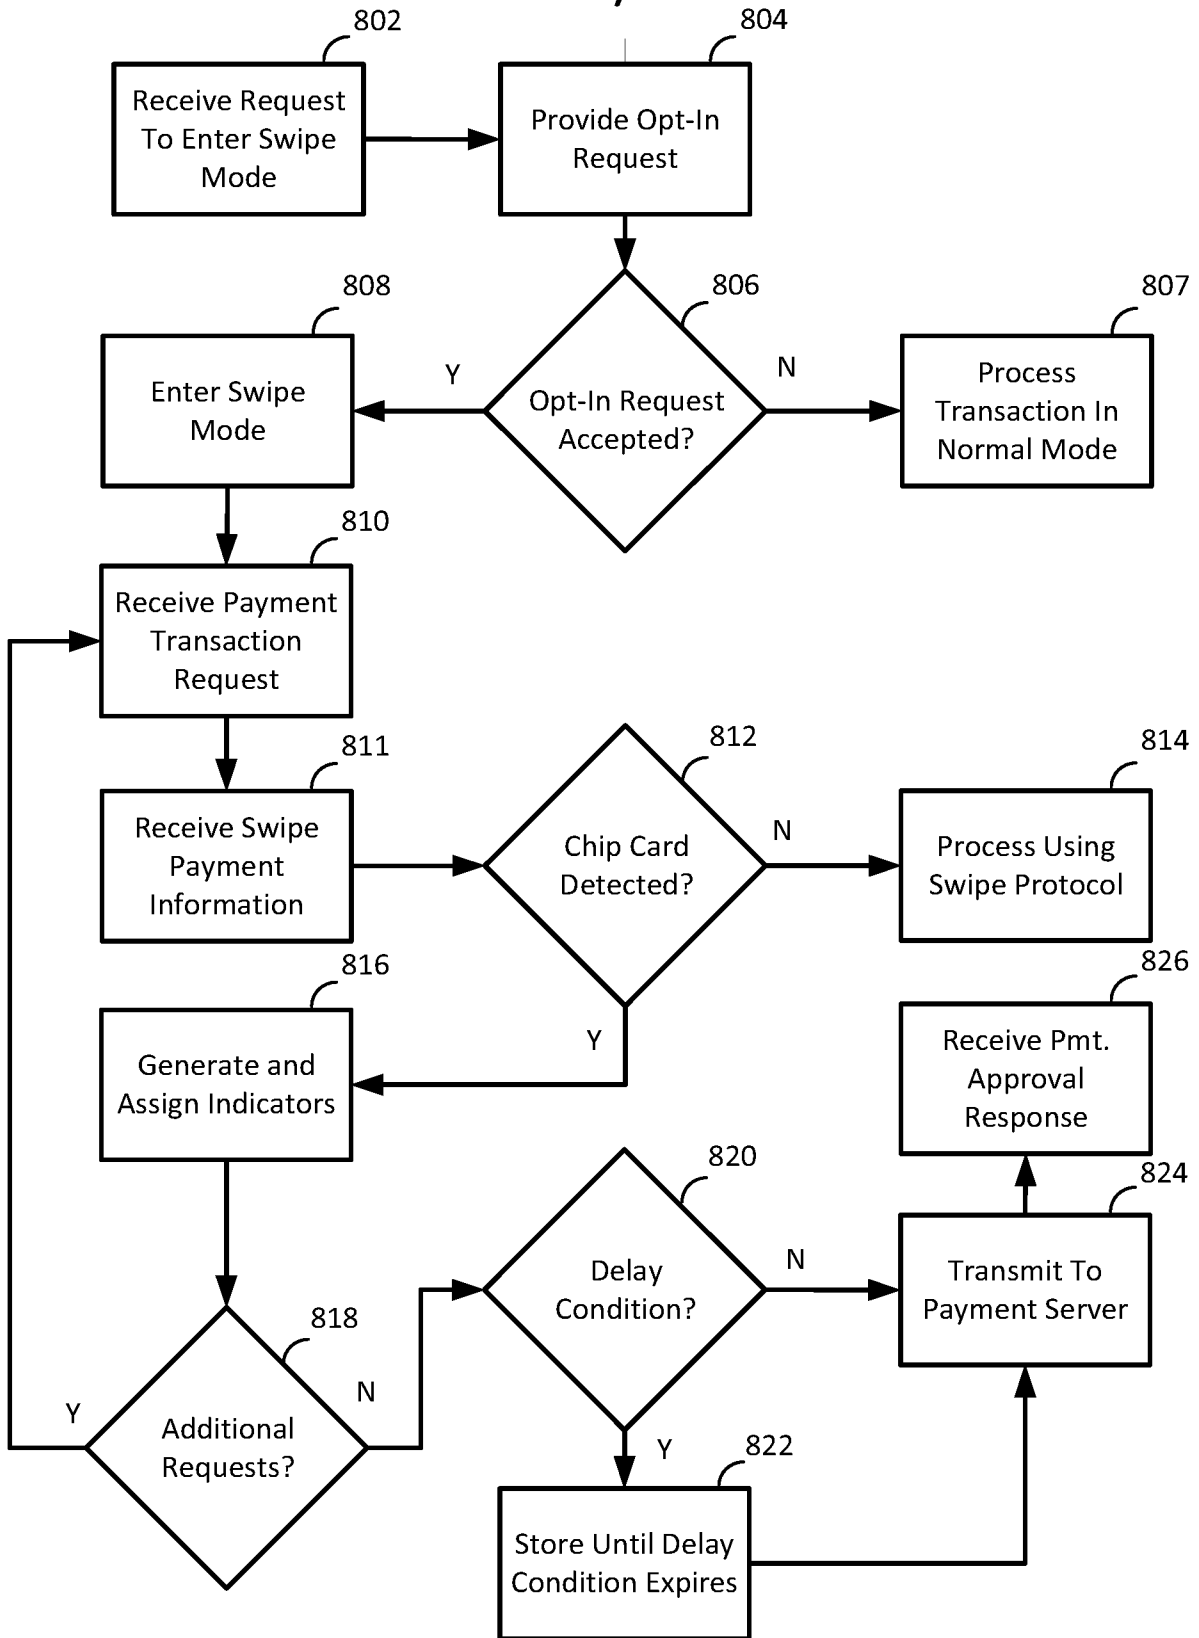 802
804
Receive Request
To Enter Swipe
Mode
Provide Opt-In
Request
808
806
807
Enter Swipe
Mode
Y
Opt-In Request
Accepted?
N
Process
Transaction In
Normal Mode
810
Receive Payment
Transaction
Request
811
812
814
Receive Swipe
Payment
Information
Chip Card
Detected?
N
Process Using
Swipe Protocol
816
Y
826
Generate and
Assign Indicators
Receive Pmt.
Approval
Response
820
824
Delay
Condition?
N
Transmit To
Payment Server
818
Y
N
Additional
Requests?
Y
822
Store Until Delay
Condition Expires